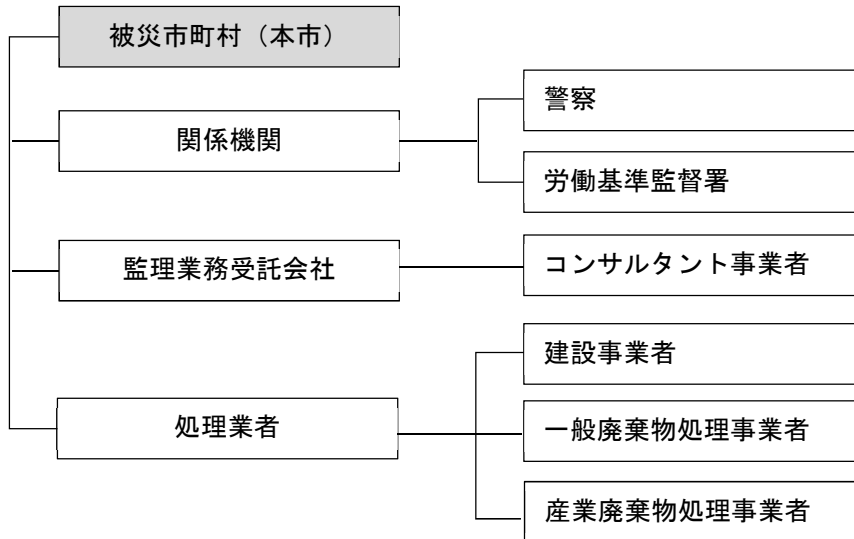 被災市町村（本市）
関係機関
警察
労働基準監督署
監理業務受託会社
コンサルタント事業者
処理業者
建設事業者
一般廃棄物処理事業者
産業廃棄物処理事業者